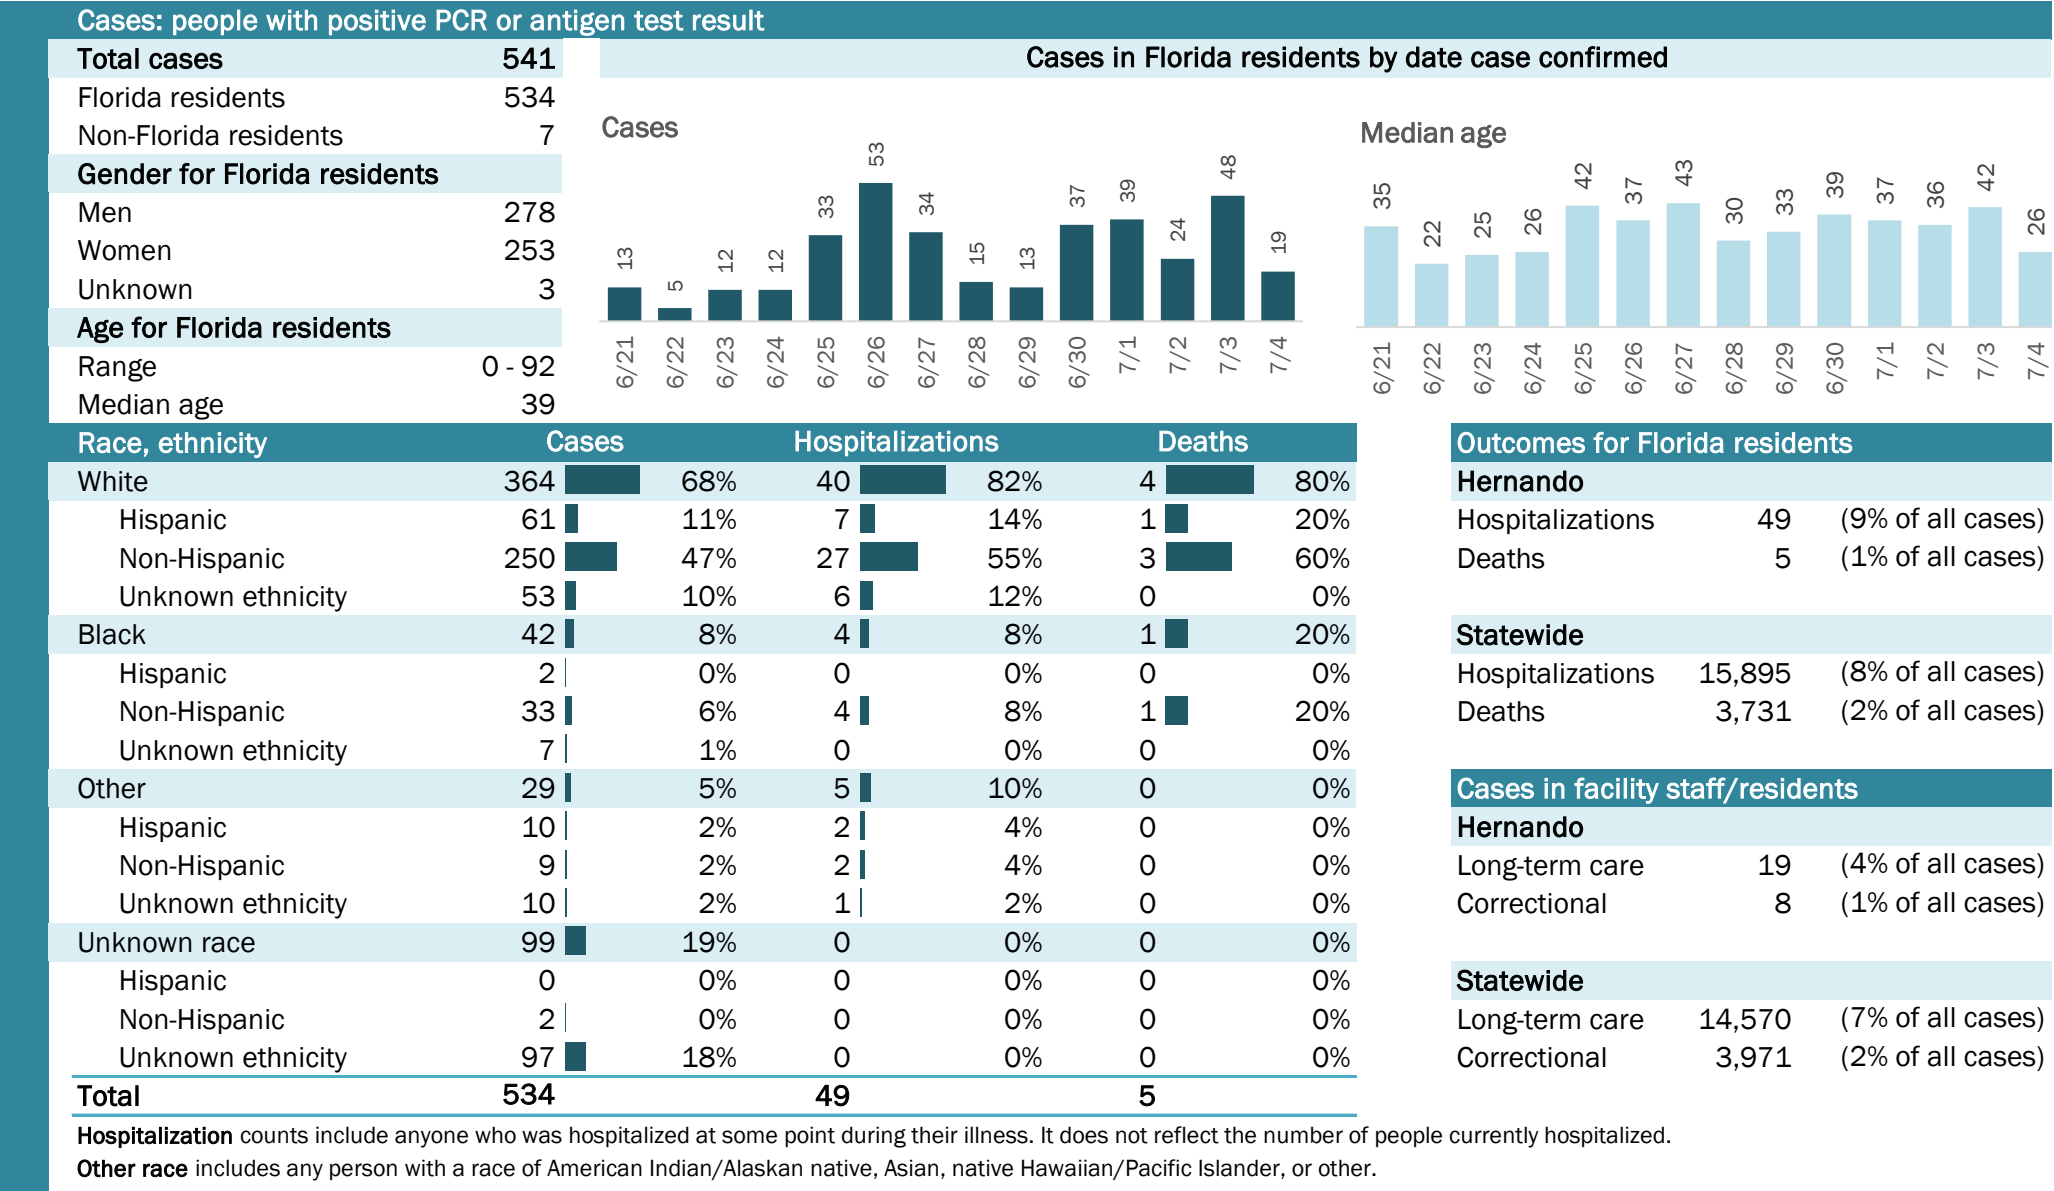 Cases: people with positive PCR or antigen test result
Total cases 541
Florida residents 534
Non-Florida residents 7
Gender for Florida residents
Men 278
Women 253
Unknown 3
Age for Florida residents
Range 0 - 92
Median age 39
Cases in Florida residents by date case confirmed
Cases
13 5 12 12 33 53 34 15 13 37 39 24 48 19
6/21 6/22 6/23 6/24 6/25 6/26 6/27 6/28 6/29 6/30 7/1 7/2 7/3 7/4
Median age
35 22 25 26 42 37 43 30 33 39 37 36 42 26
6/21 6/22 6/23 6/24 6/25 6/26 6/27 6/28 6/29 6/30 7/1 7/2 7/3 7/4
Race, ethnicity Cases Hospitalizations Deaths
White 364 68% 40 82% 4 80%
Hispanic 61 11% 7 14% 1 20%
Non-Hispanic 250 47% 27 55% 3 60%
Unknown ethnicity 53 10% 6 12% 0 0%
Black 42 8% 4 8% 1 20%
Hispanic 2 0% 0 0% 0 0%
Non-Hispanic 33 6% 4 8% 1 20%
Unknown ethnicity 7 1% 0 0% 0 0%
Other 29 5% 5 10% 0 0%
Hispanic 10 2% 2 4% 0 0%
Non-Hispanic 9 2% 2 4% 0 0%
Unknown ethnicity 10 2% 1 2% 0 0%
Unknown race 99 19% 0 0% 0 0%
Hispanic 0 0% 0 0% 0 0%
Non-Hispanic 2 0% 0 0% 0 0%
Unknown ethnicity 97 18% 0 0% 0 0%
Total 534 49 5
Outcomes for Florida residents
Hernando
Hospitalizations 49 (9% of all cases)
Deaths 5 (1% of all cases)
Statewide
Hospitalizations 15,895 (8% of all cases)
Deaths 3,731 (2% of all cases)
Cases in facility staff/residents
Hernando
Long-term care 19 (4% of all cases)
Correctional 8 (1% of all cases)
Statewide
Long-term care 14,570 (7% of all cases)
Correctional 3,971 (2% of all cases)
Hospitalization counts include anyone who was hospitalized at some point during their illness. It does not reflect the number of people currently hospitalized.
Other race includes any person with a race of American Indian/Alaskan native, Asian, native Hawaiian/Pacific Islander, or other.